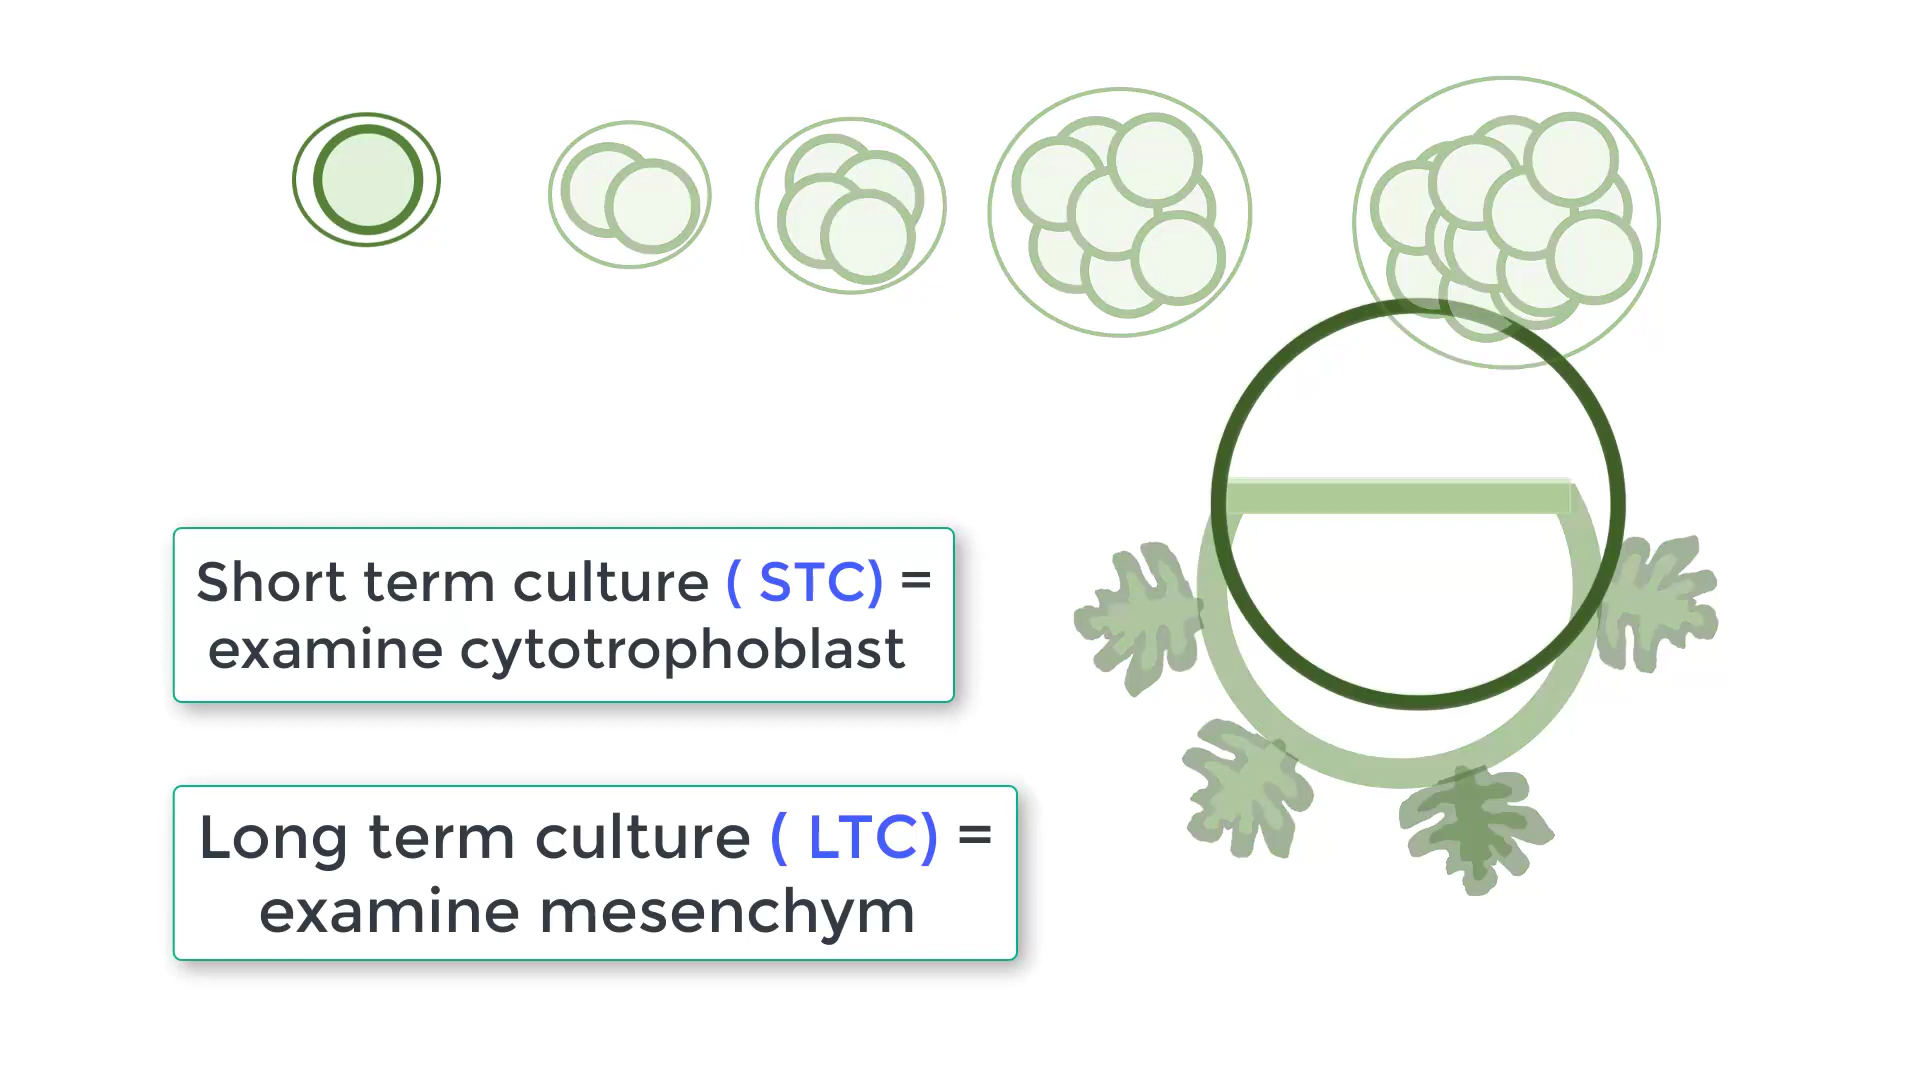 Short term culture ( STC) =
examine cytotrophoblast
Long term culture ( LTC) =
examine mesenchym